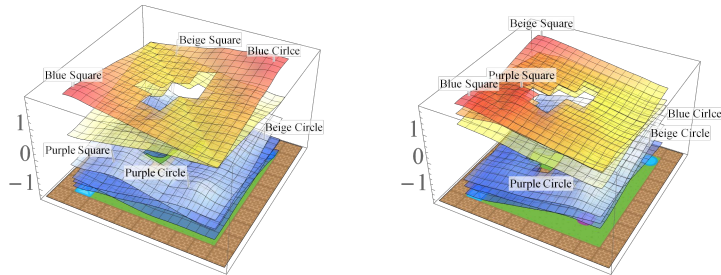 Beige Square
Blue Cirlce
Blue Square
Beige Circle
Purple Square
Purple Circle
1
0
−1
Beige Square
Purple Square
Blue Square
Blue Cirlce
Beige Circle
Purple Circle
1
0
−1